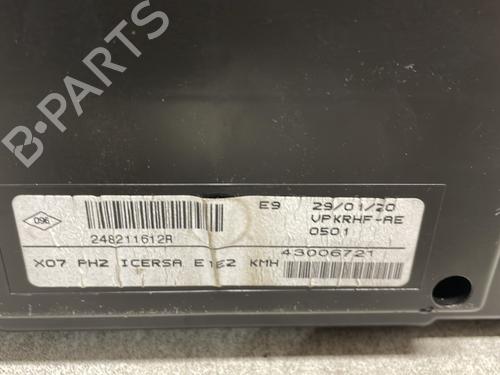 B-PARTS
096
248211612R
E9 29/01/20
VPKRHF-AE
0501
X07 PH2 ICERSA E1E2 KMH
43006721